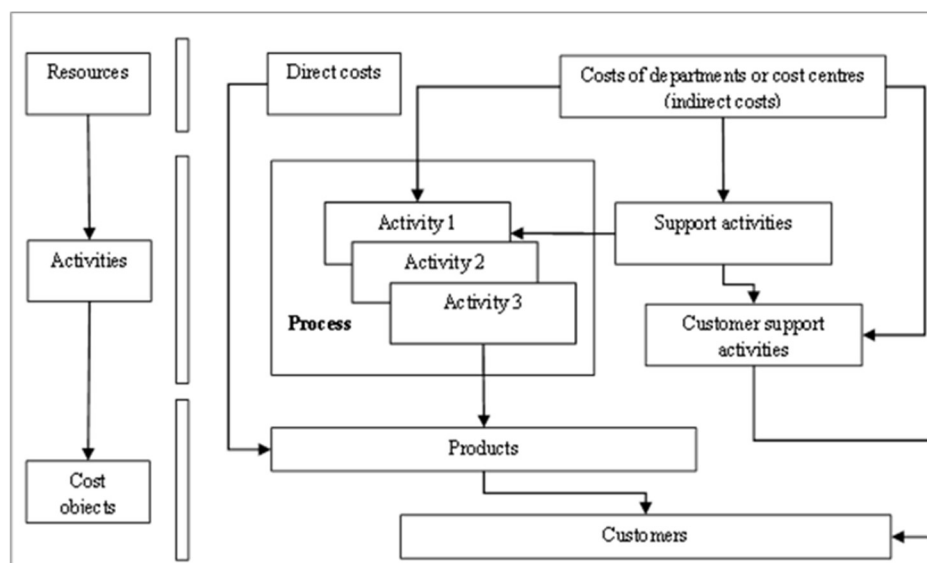 Resources
Direct costs
Costs of departments or cost centres
(indirect costs)
Activity 1
Support activities
Activities
Activity 2
Activity 3
Process
Customer support
activities
Products
Cost
objects
Customers